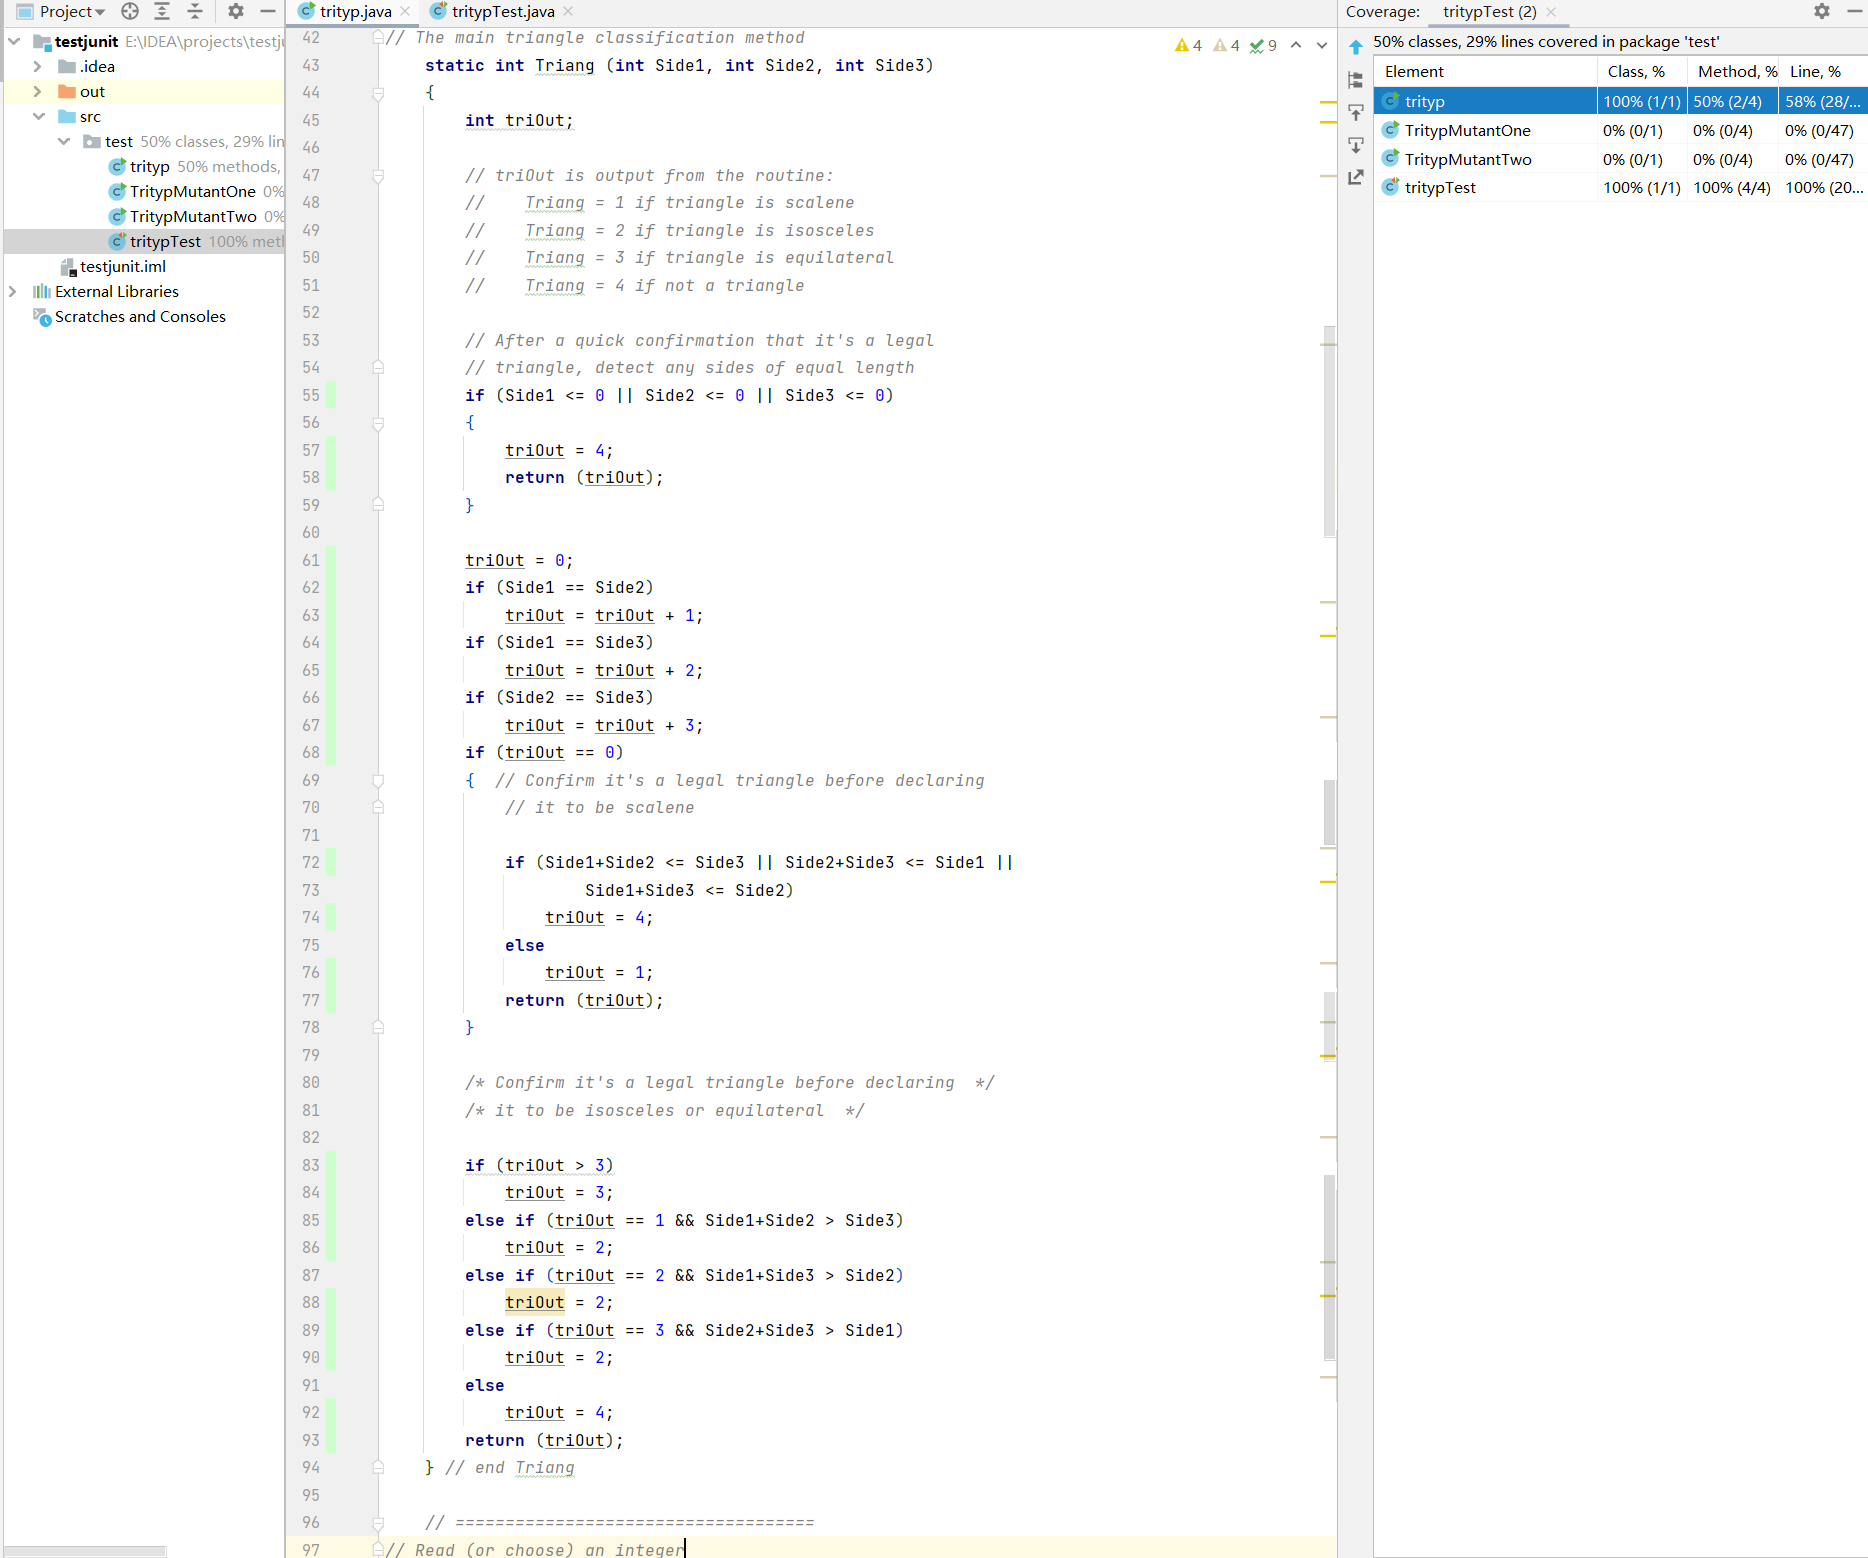 Project
testjunit E:\IDEA\projects\testju
.idea
out
src
test 50% classes, 29% lin
trityp 50% methods,
TritypMutantOne 0%
TritypMutantTwo 0%
tritypTest 100% met
testjunit.iml
External Libraries
Scratches and Consoles
trityp.java
tritypTest.java
4 4 9
42 // The main triangle classification method
43 static int Triang (int Side1, int Side2, int Side3)
44 {
45 int triOut;
46
47 // triOut is output from the routine:
48 // Triang = 1 if triangle is scalene
49 // Triang = 2 if triangle is isosceles
50 // Triang = 3 if triangle is equilateral
51 // Triang = 4 if not a triangle
52
53 // After a quick confirmation that it's a legal
54 // triangle, detect any sides of equal length
55 if (Side1 <= 0 || Side2 <= 0 || Side3 <= 0)
56 {
57 triOut = 4;
58 return (triOut);
59 }
60
61 triOut = 0;
62 if (Side1 == Side2)
63 triOut = triOut + 1;
64 if (Side1 == Side3)
65 triOut = triOut + 2;
66 if (Side2 == Side3)
67 triOut = triOut + 3;
68 if (triOut == 0)
69 { // Confirm it's a legal triangle before declaring
70 // it to be scalene
71
72 if (Side1+Side2 <= Side3 || Side2+Side3 <= Side1 ||
73 Side1+Side3 <= Side2)
74 triOut = 4;
75 else
76 triOut = 1;
77 return (triOut);
78 }
79
80 /* Confirm it's a legal triangle before declaring */
81 /* it to be isosceles or equilateral */
82
83 if (triOut > 3)
84 triOut = 3;
85 else if (triOut == 1 && Side1+Side2 > Side3)
86 triOut = 2;
87 else if (triOut == 2 && Side1+Side3 > Side2)
88 triOut = 2;
89 else if (triOut == 3 && Side2+Side3 > Side1)
90 triOut = 2;
91 else
92 triOut = 4;
93 return (triOut);
94 } // end Triang
95
96 // ====================================
97 // Read (or choose) an integer
Coverage: tritypTest (2)
50% classes, 29% lines covered in package 'test'
Element Class, % Method, % Line, %
trityp 100% (1/1) 50% (2/4) 58% (28/...
TritypMutantOne 0% (0/1) 0% (0/4) 0% (0/47)
TritypMutantTwo 0% (0/1) 0% (0/4) 0% (0/47)
tritypTest 100% (1/1) 100% (4/4) 100% (20...